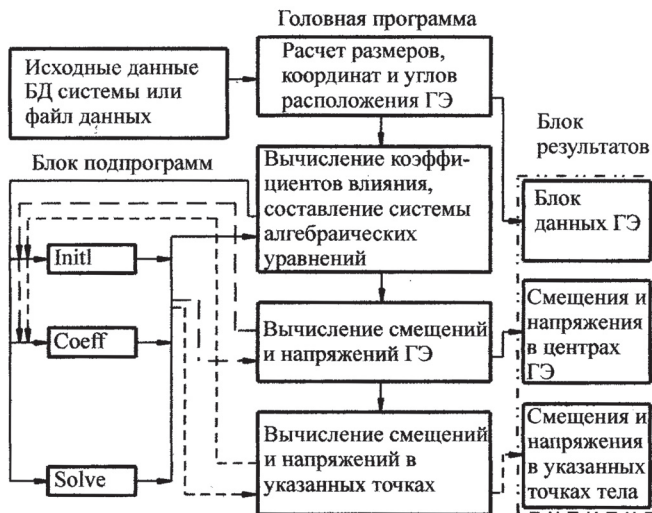 Головная программа
Исходные данные
БД системы или
файл данных
Расчет размеров,
координат и углов
расположения ГЭ
Блок
результатов
Блок подпрограмм
Вычисление коэффи-
циентов влияния,
составление системы
алгебраических
уравнений
Блок
данных ГЭ
Initl
Coeff
Solve
Вычисление смещений
и напряжений ГЭ
Смещения и
напряжения
в центрах
ГЭ
Вычисление смещений
и напряжений в
указанных точках
Смещения и
напряжения
в указанных
точках тела